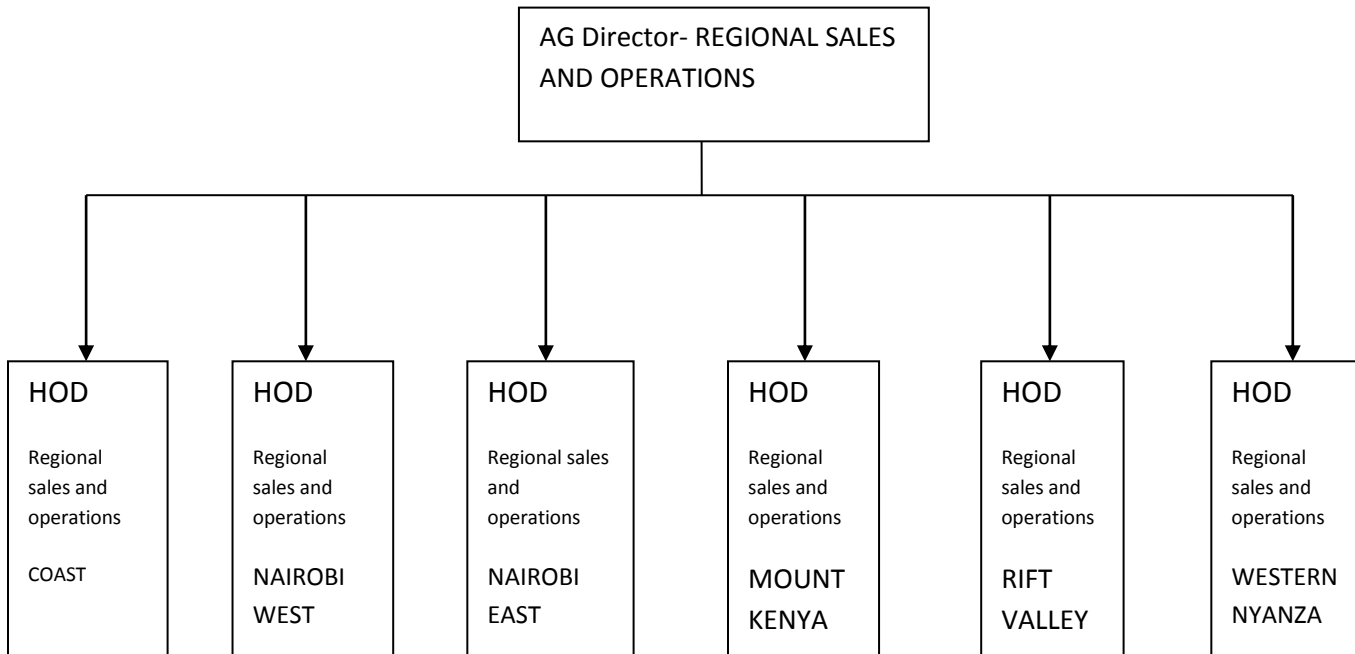 AG Director- REGIONAL SALES
AND OPERATIONS
HOD
Regional
sales and
operations
COAST
HOD
Regional
sales and
operations
NAIROBI
WEST
HOD
Regional sales
and
operations
NAIROBI
EAST
HOD
Regional
sales and
operations
MOUNT
KENYA
HOD
Regional
sales and
operations
RIFT
VALLEY
HOD
Regional
sales and
operations
WESTERN
NYANZA